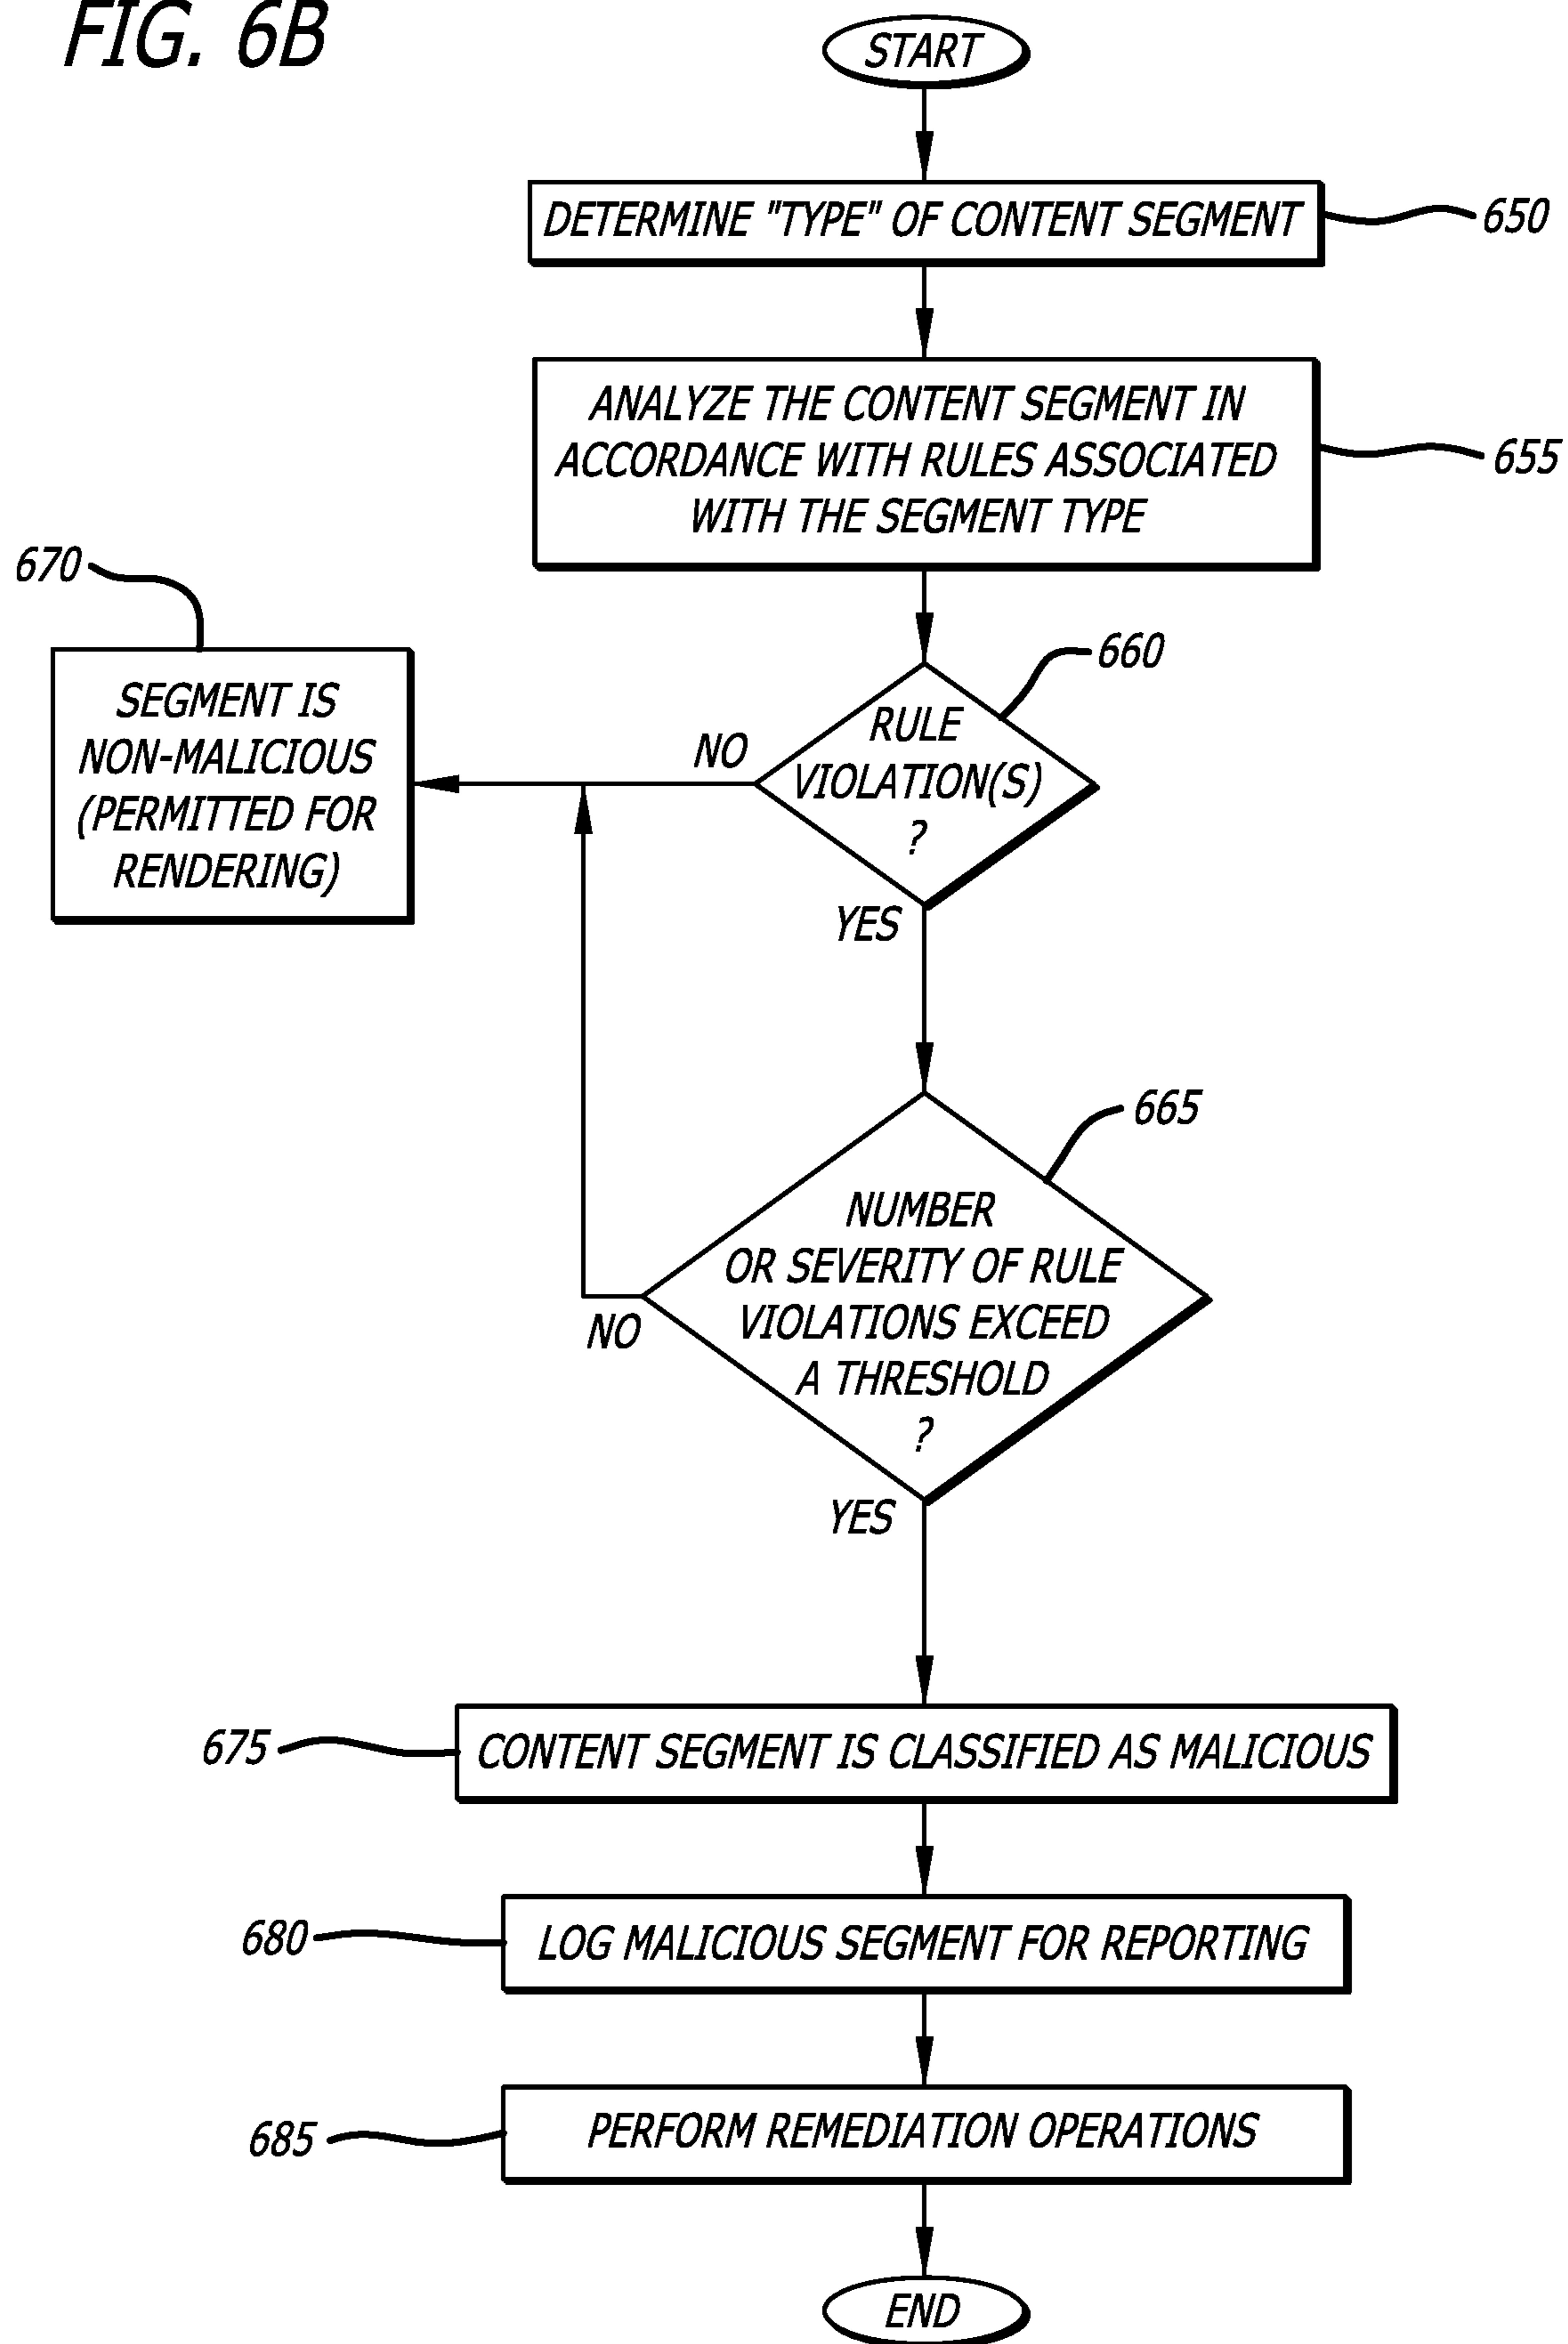 FIG. 6B
START
DETERMINE "TYPE" OF CONTENT SEGMENT
650
ANALYZE THE CONTENT SEGMENT IN
ACCORDANCE WITH RULES ASSOCIATED
WITH THE SEGMENT TYPE
655
670
SEGMENT IS
NON-MALICIOUS
(PERMITTED FOR
RENDERING)
660
RULE
VIOLATION(S)
?
NO
YES
665
NUMBER
OR SEVERITY OF RULE
VIOLATIONS EXCEED
A THRESHOLD
?
NO
YES
675
CONTENT SEGMENT IS CLASSIFIED AS MALICIOUS
680
LOG MALICIOUS SEGMENT FOR REPORTING
685
PERFORM REMEDIATION OPERATIONS
END